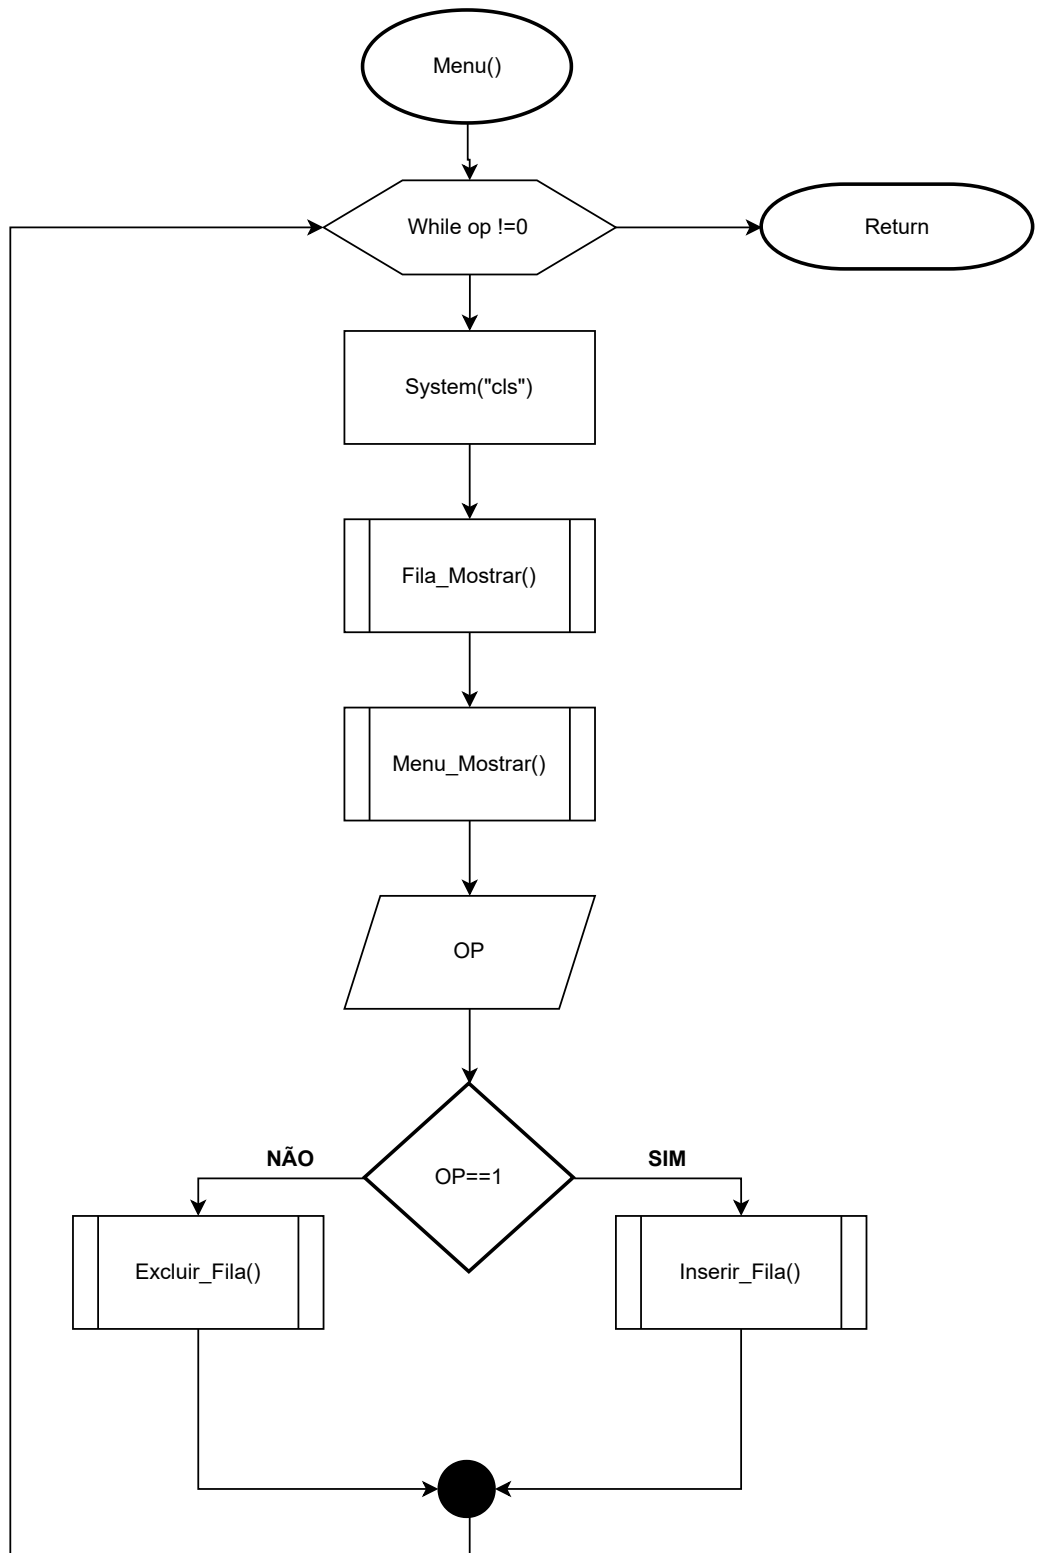 Menu()
While op !=0
Return
System("cls")
Fila_Mostrar()
Menu_Mostrar()
OP
OP==1
NÃO
SIM
Excluir_Fila()
Inserir_Fila()